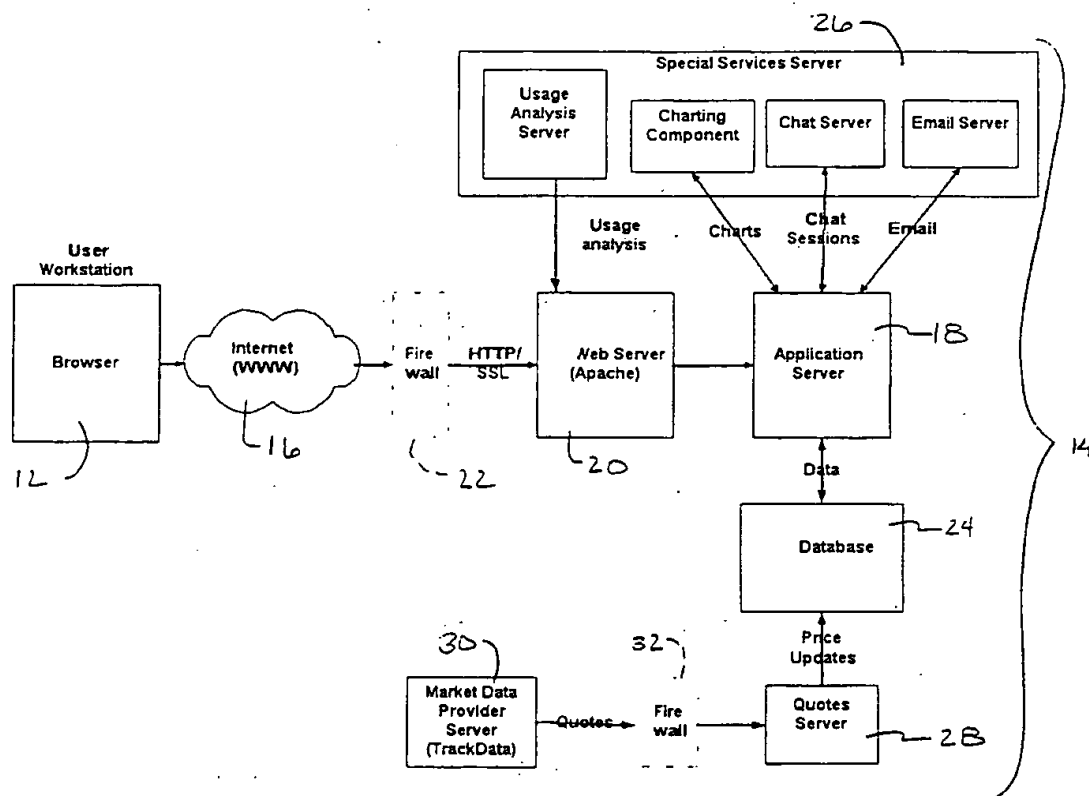 26
Special Services Server
Usage
Analysis
Server
Charting
Component
Chat Server
Email Server
Usage
analysis
Charts
Chat
Sessions
Email
User
Workstation
Browser
Internet
(WWW)
Fire
wall
HTTP/
SSL
Web Server
(Apache)
Application
Server
18
12
16
22
20
14
Data
Database
24
Price
Updates
30
32
Market Data
Provider
Server
(TrackData)
Quotes
Fire
wall
Quotes
Server
28